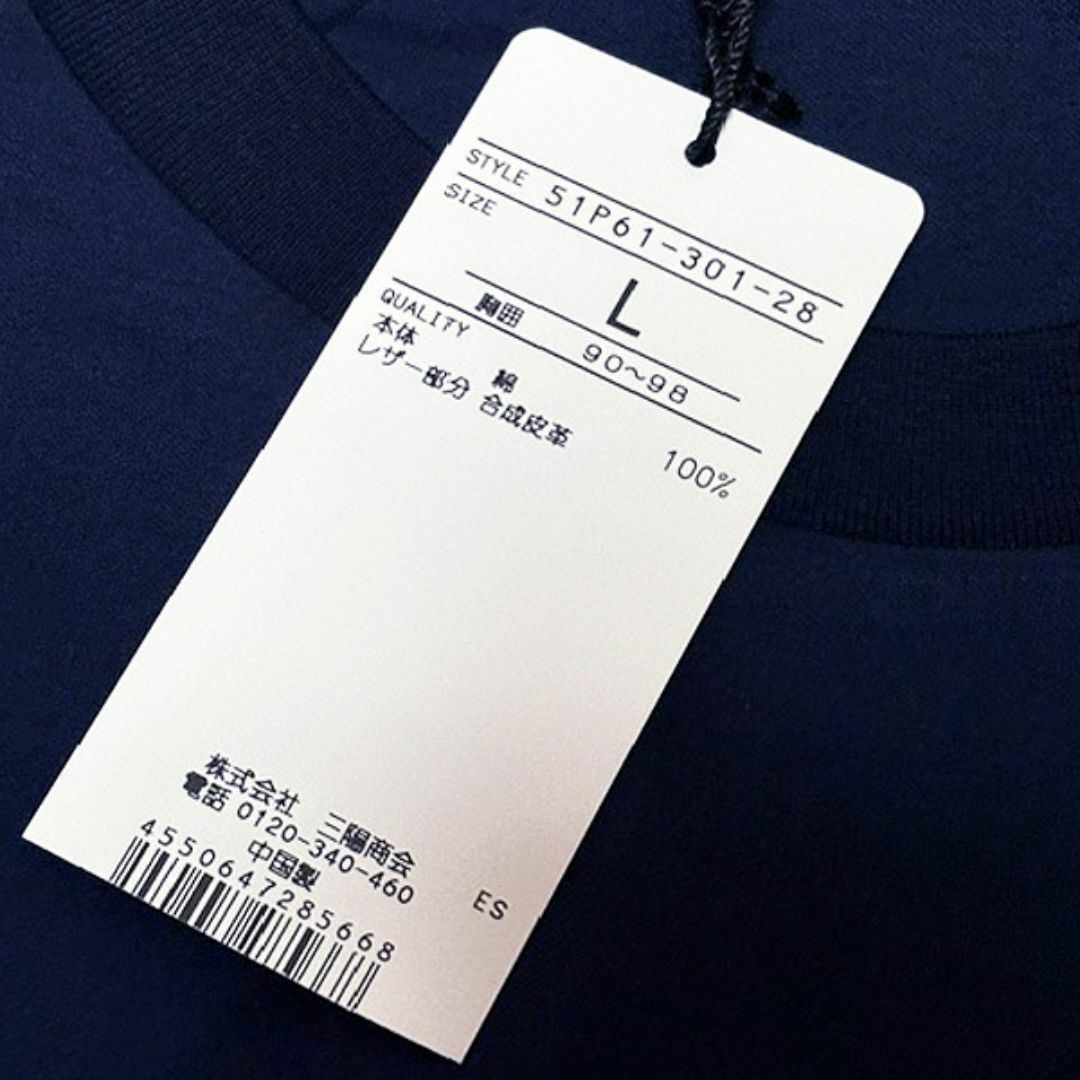 STYLE 51P61-301-28
SIZE
L
胸囲 90~98
QUALITY
本体 綿 100%
レザー部分 合成皮革
株式会社 三陽商会
電話 0120-340-460
中国製 ES
4550647285668